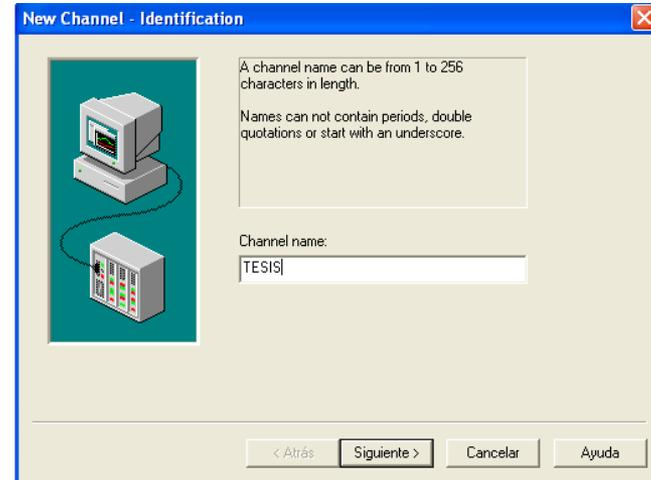 New Channel - Identification
A channel name can be from 1 to 256
characters in length.
Names can not contain periods, double
quotations or start with an underscore.
Channel name:
TESIS
< Atrás
Siguiente >
Cancelar
Ayuda